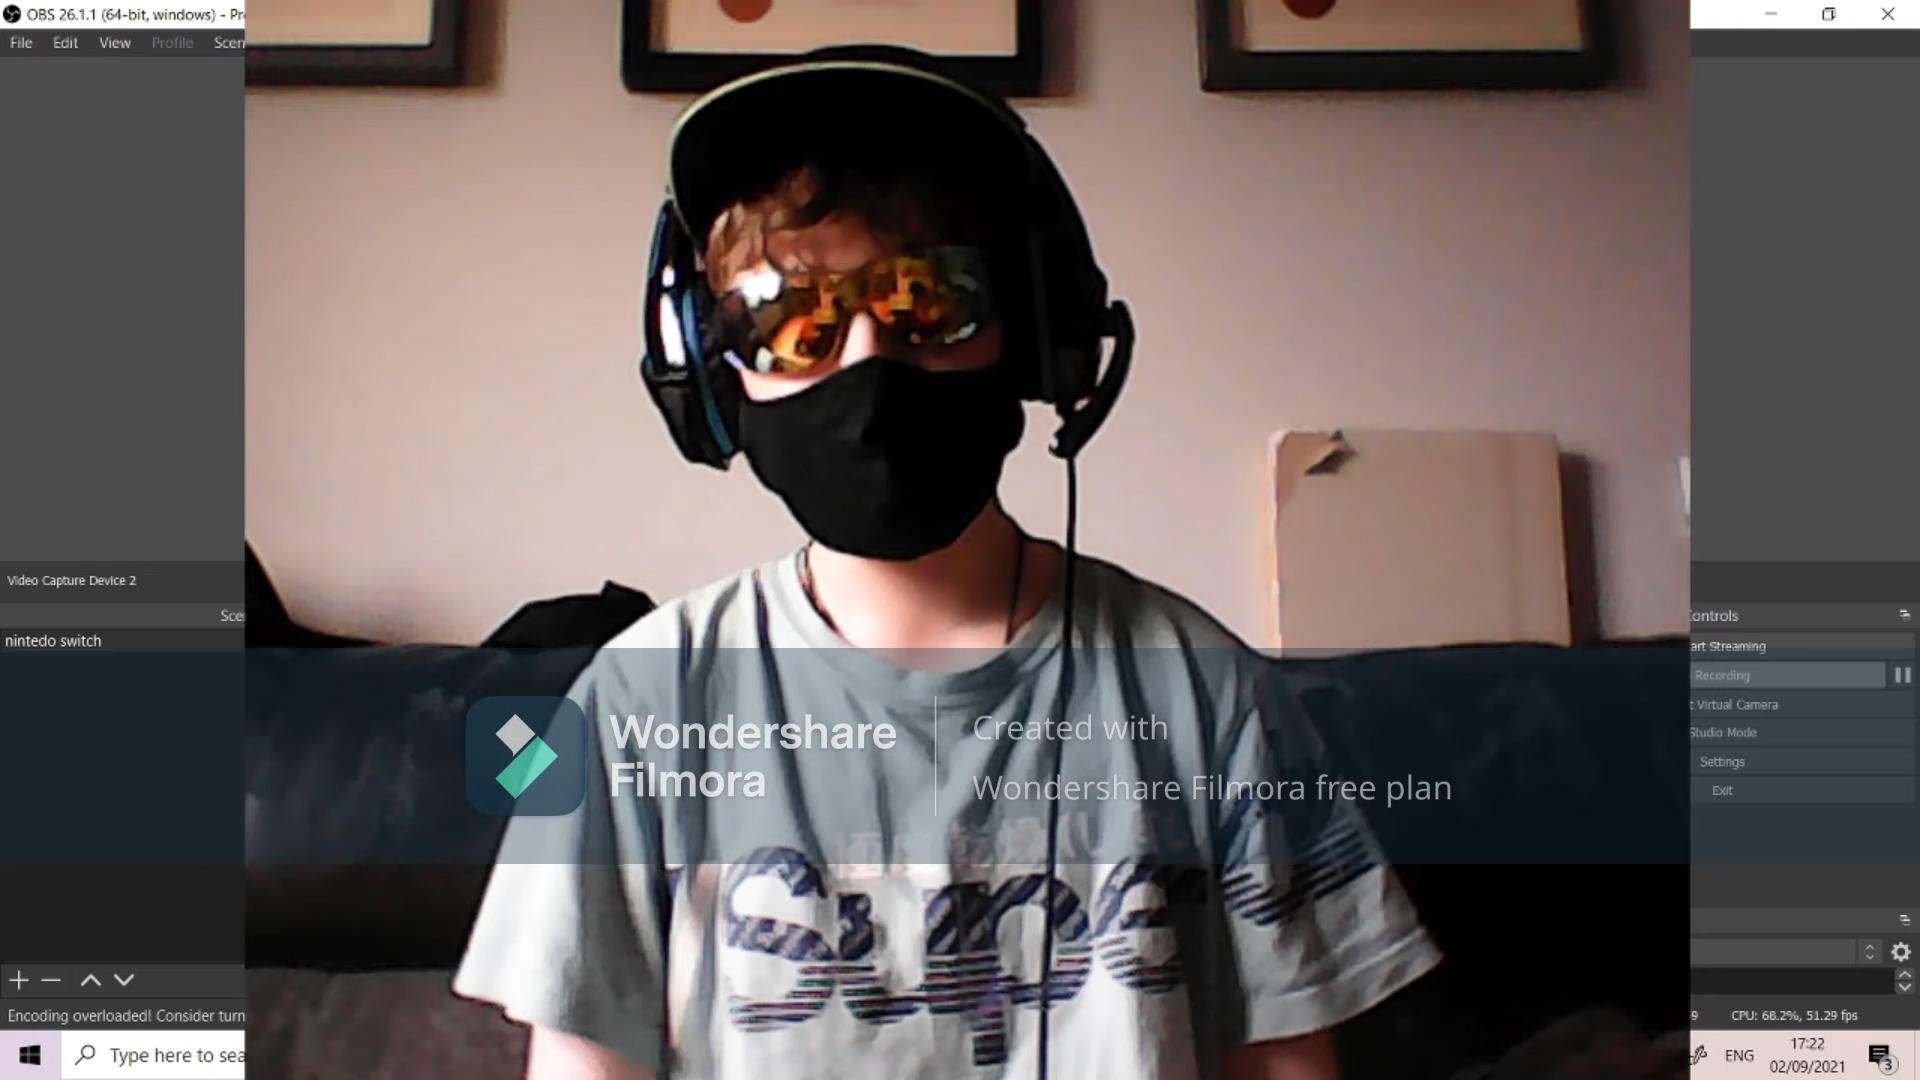 OBS 26.1.1 (64-bit, windows) - Pr
File Edit View Profile Scen
Video Capture Device 2
Sce
ontrols
nintedo switch
art Streaming
Recording
Virtual Camera
Studio Mode
Settings
Exit
Wondershare
Filmora
Created with
Wondershare Filmora free plan
Supe
Encoding overloaded! Consider turn
9 CPU: 68.2%, 51.29 fps
Type here to sea
ENG
17:22
02/09/2021
3